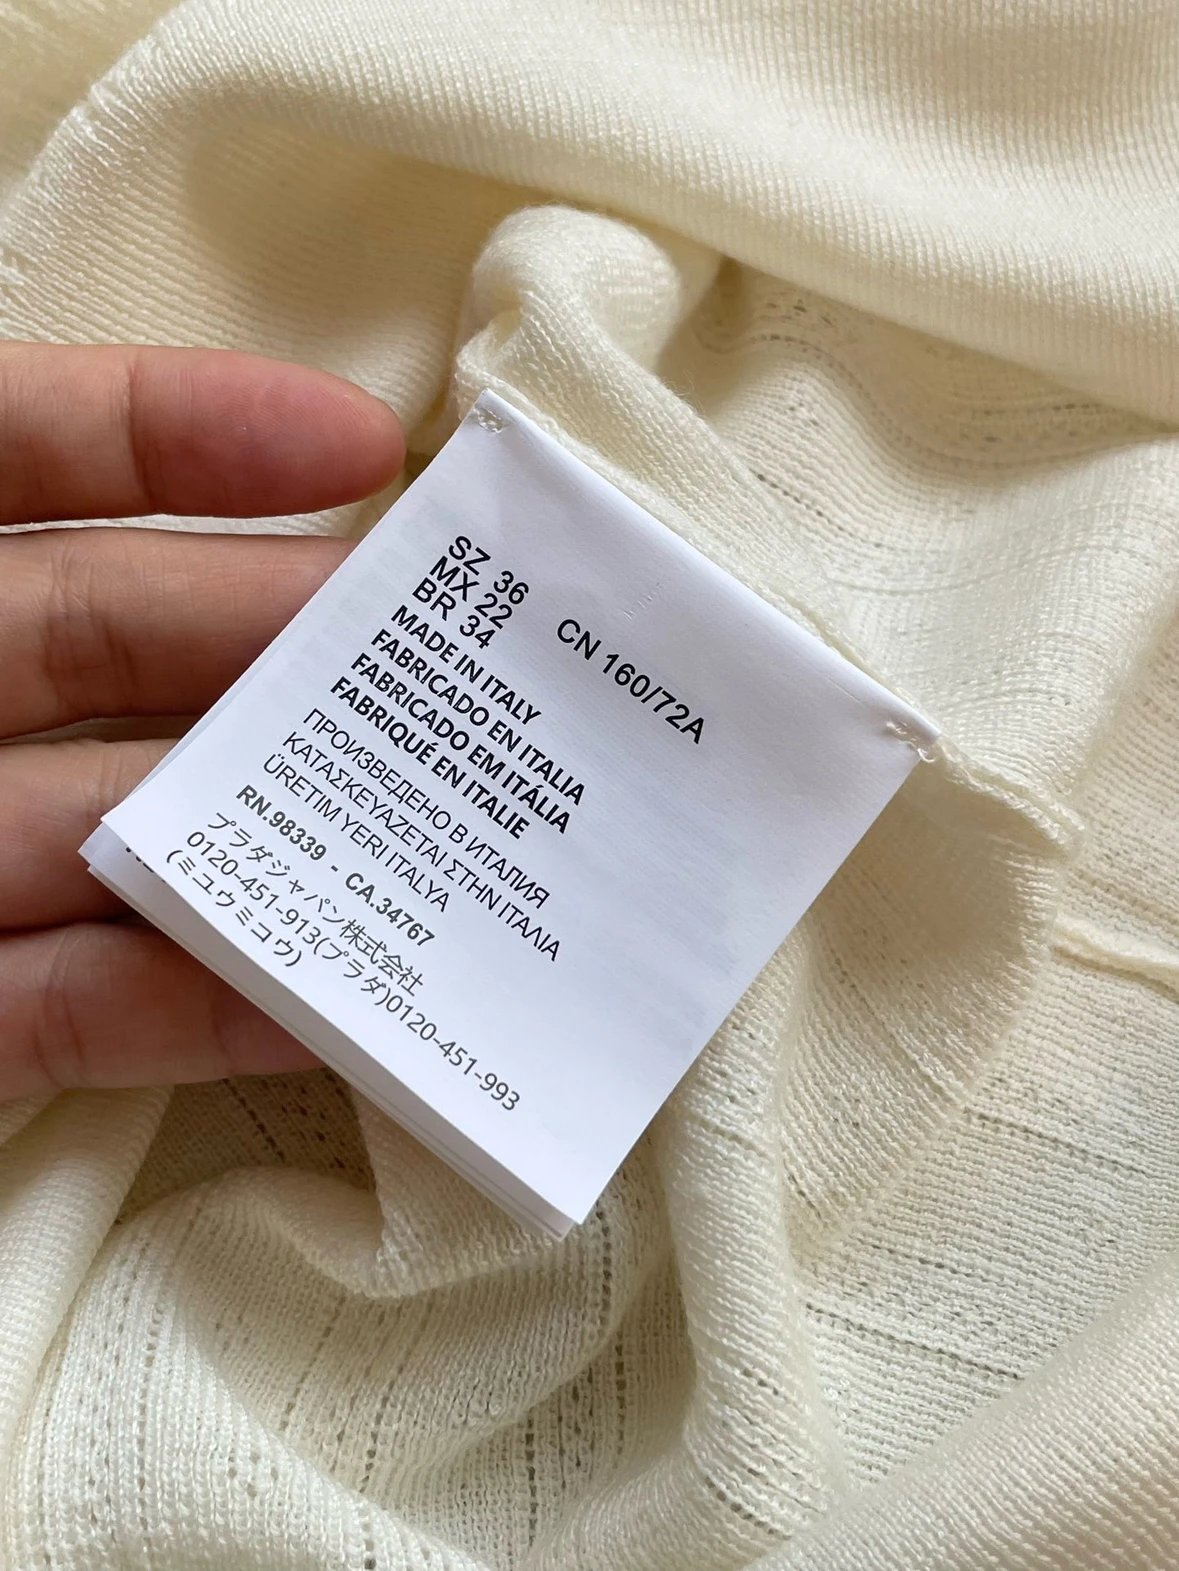 SZ 36
MX 22 CN 160/72A
BR 34
MADE IN ITALY
FABRICADO EN ITALIA
FABRICADO EM ITÁLIA
FABRIQUÉ EN ITALIE
ПРОИЗВЕДЕНО В ИТАЛИЯ
ΚΑΤΑΣΚΕΥΑΖΕΤΑΙ ΣΤΗΝ ΙΤΑΛΙΑ
ÜRETIM YERI ITALYA
RN.98339 - CA.34767
プラダジャパン株式会社
0120-451-913(プラダ)0120-451-993
(ミユウミユウ)